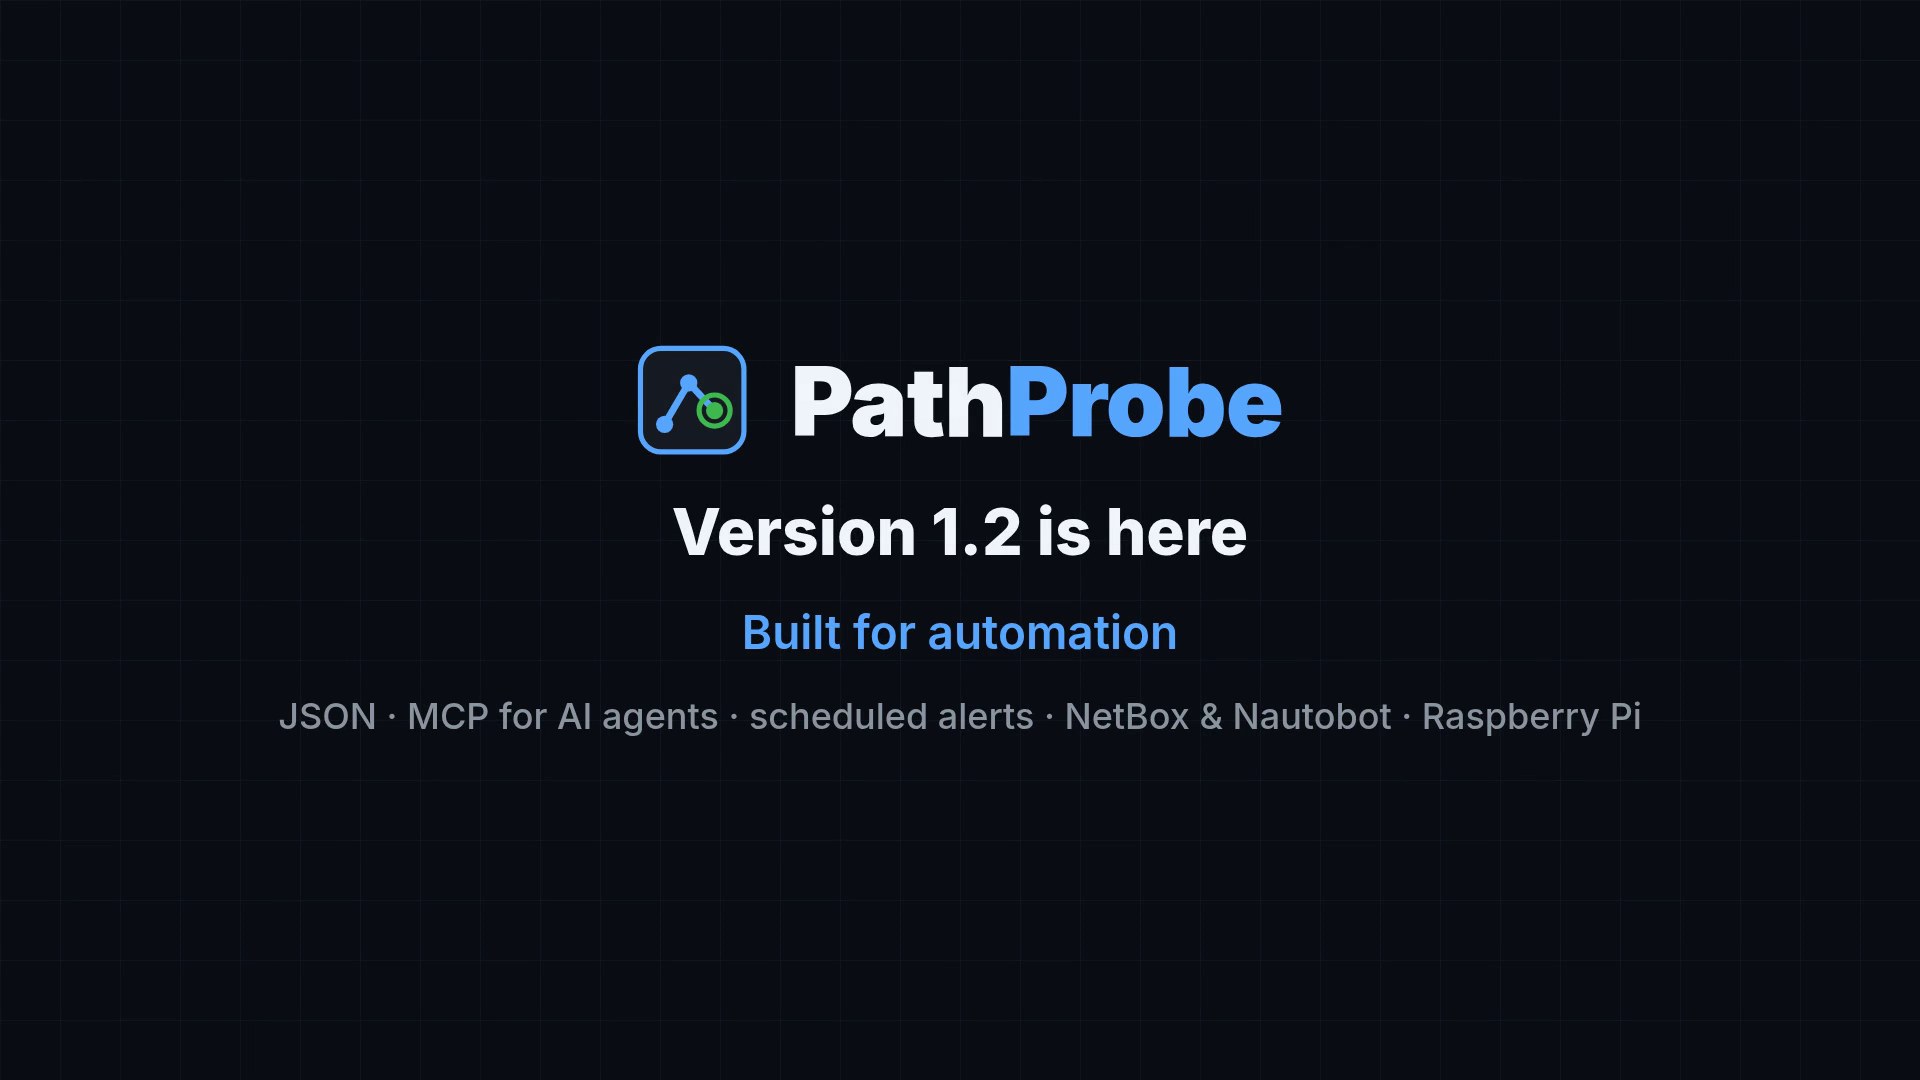 PathProbe
Version 1.2 is here
Built for automation
JSON · MCP for AI agents · scheduled alerts · NetBox & Nautobot · Raspberry Pi